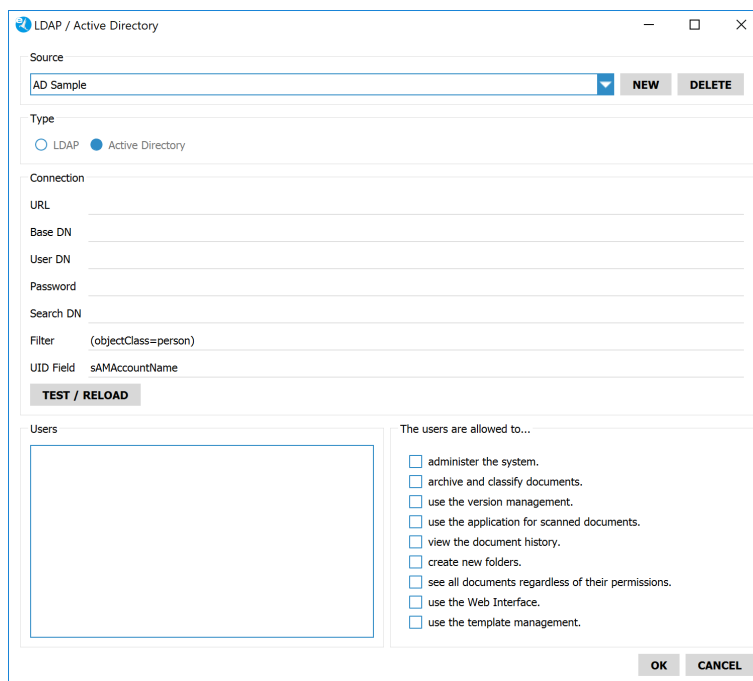 LDAP / Active Directory
Source
AD Sample
NEW
DELETE
Type
LDAP
Active Directory
Connection
URL
Base DN
User DN
Password
Search DN
Filter (objectClass=person)
UID Field sAMAccountName
TEST / RELOAD
Users
The users are allowed to...
administer the system.
archive and classify documents.
use the version management.
use the application for scanned documents.
view the document history.
create new folders.
see all documents regardless of their permissions.
use the Web Interface.
use the template management.
OK
CANCEL